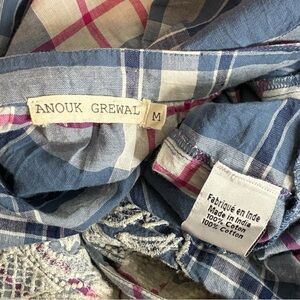 ANOUK GREWAL
M
Fabriqué en Inde
Made in India
100% Coton
100% Cotton